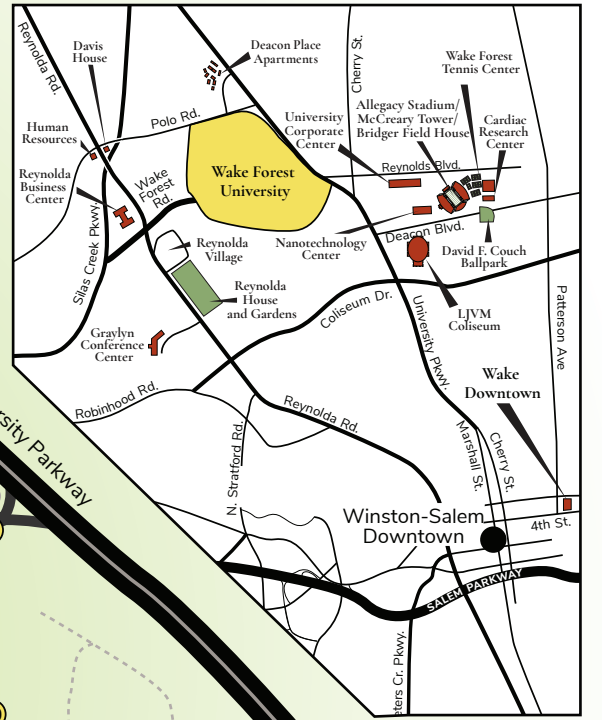 Reynolda Rd.
Davis
House
Deacon Place
Apartments
Cherry St.
Wake Forest
Tennis Center
Polo Rd.
University
Corporate
Center
Allegacy Stadium/
McCreary Tower/
Bridger Field House
Cardiac
Research
Center
Human
Resources
Reynolds Blvd.
Reynolda
Business
Center
Wake
Forest
Rd.
Wake Forest
University
Silas Creek Pkwy.
Reynolda
Village
Nanotechnology
Center
Deacon Blvd.
David F. Couch
Ballpark
Reynolda
House
and Gardens
Coliseum Dr.
LJVM
Coliseum
University Pkwy.
Patterson Ave
Graylyn
Conference
Center
Wake
Downtown
Robinhood Rd.
Reynolda Rd.
N. Stratford Rd.
Marshall St.
Cherry St.
Winston-Salem
Downtown
4th St.
SALEM PARKWAY
eters Cr. Pkwy.
rsity Parkway